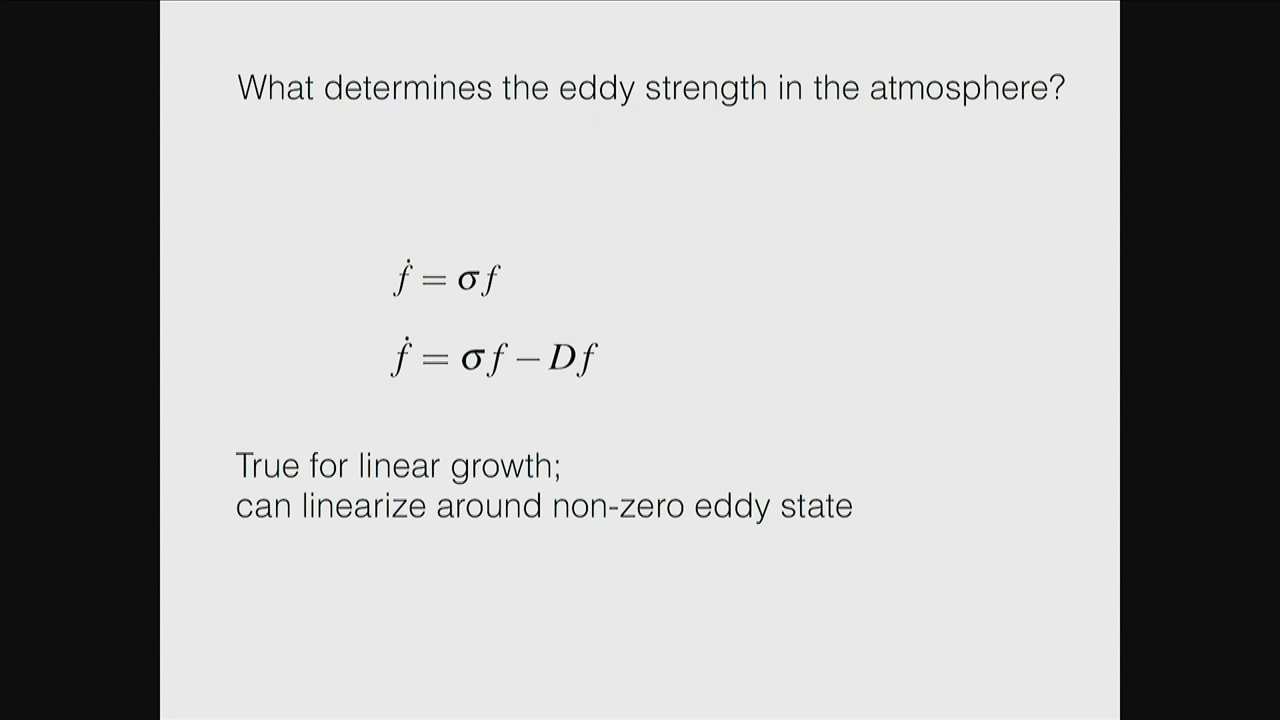 What determines the eddy strength in the atmosphere?
ḟ = σf
ḟ = σf − Df
True for linear growth;
can linearize around non-zero eddy state